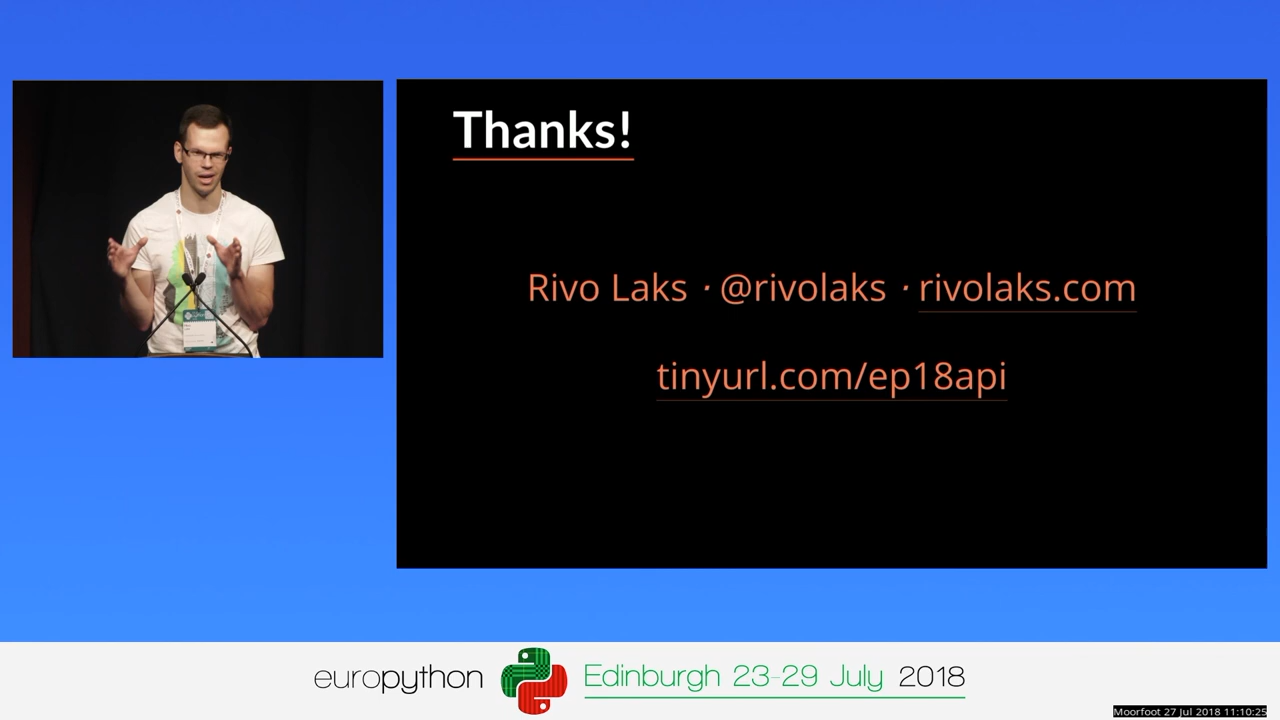 Thanks!
Rivo Laks · @rivolaks · rivolaks.com
tinyurl.com/ep18api
europython Edinburgh 23-29 July 2018
Moorfoot 27 Jul 2018 11:10:25